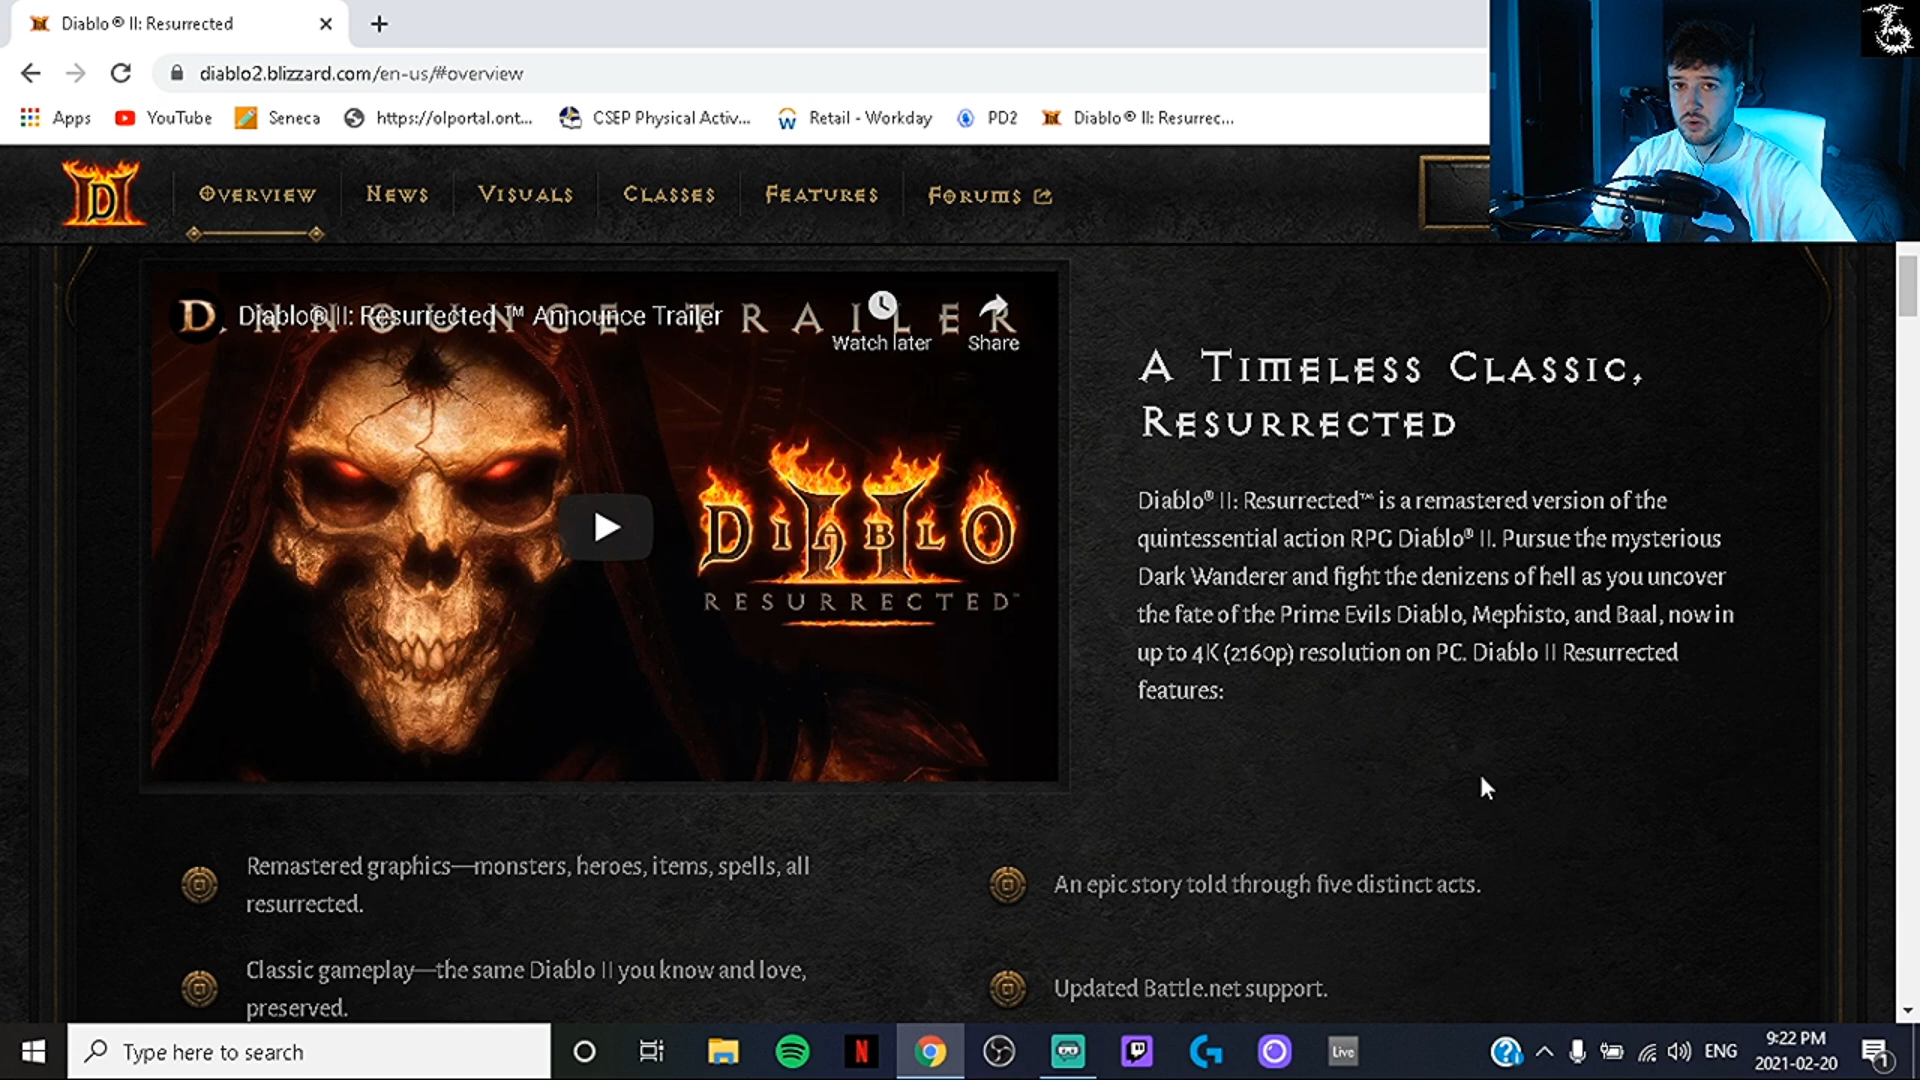 Diablo® II: Resurrected
diablo2.blizzard.com/en-us/#overview
Apps YouTube Seneca https://olportal.ont... CSEP Physical Activ... Retail - Workday PD2 Diablo® II: Resurrec...
D
OVERVIEW NEWS VISUALS CLASSES FEATURES FORUMS
ANNOUNCE TRAILER
Diablo® II: Resurrected ™ Announce Trailer
Watch later Share
DIABLO II
RESURRECTED™
A TIMELESS CLASSIC,
RESURRECTED
Diablo® II: Resurrected™ is a remastered version of the
quintessential action RPG Diablo® II. Pursue the mysterious
Dark Wanderer and fight the denizens of hell as you uncover
the fate of the Prime Evils Diablo, Mephisto, and Baal, now in
up to 4K (2160p) resolution on PC. Diablo II Resurrected
features:
Remastered graphics—monsters, heroes, items, spells, all
resurrected.
An epic story told through five distinct acts.
Classic gameplay—the same Diablo II you know and love,
preserved.
Updated Battle.net support.
Type here to search
Live
ENG
9:22 PM
2021-02-20
1